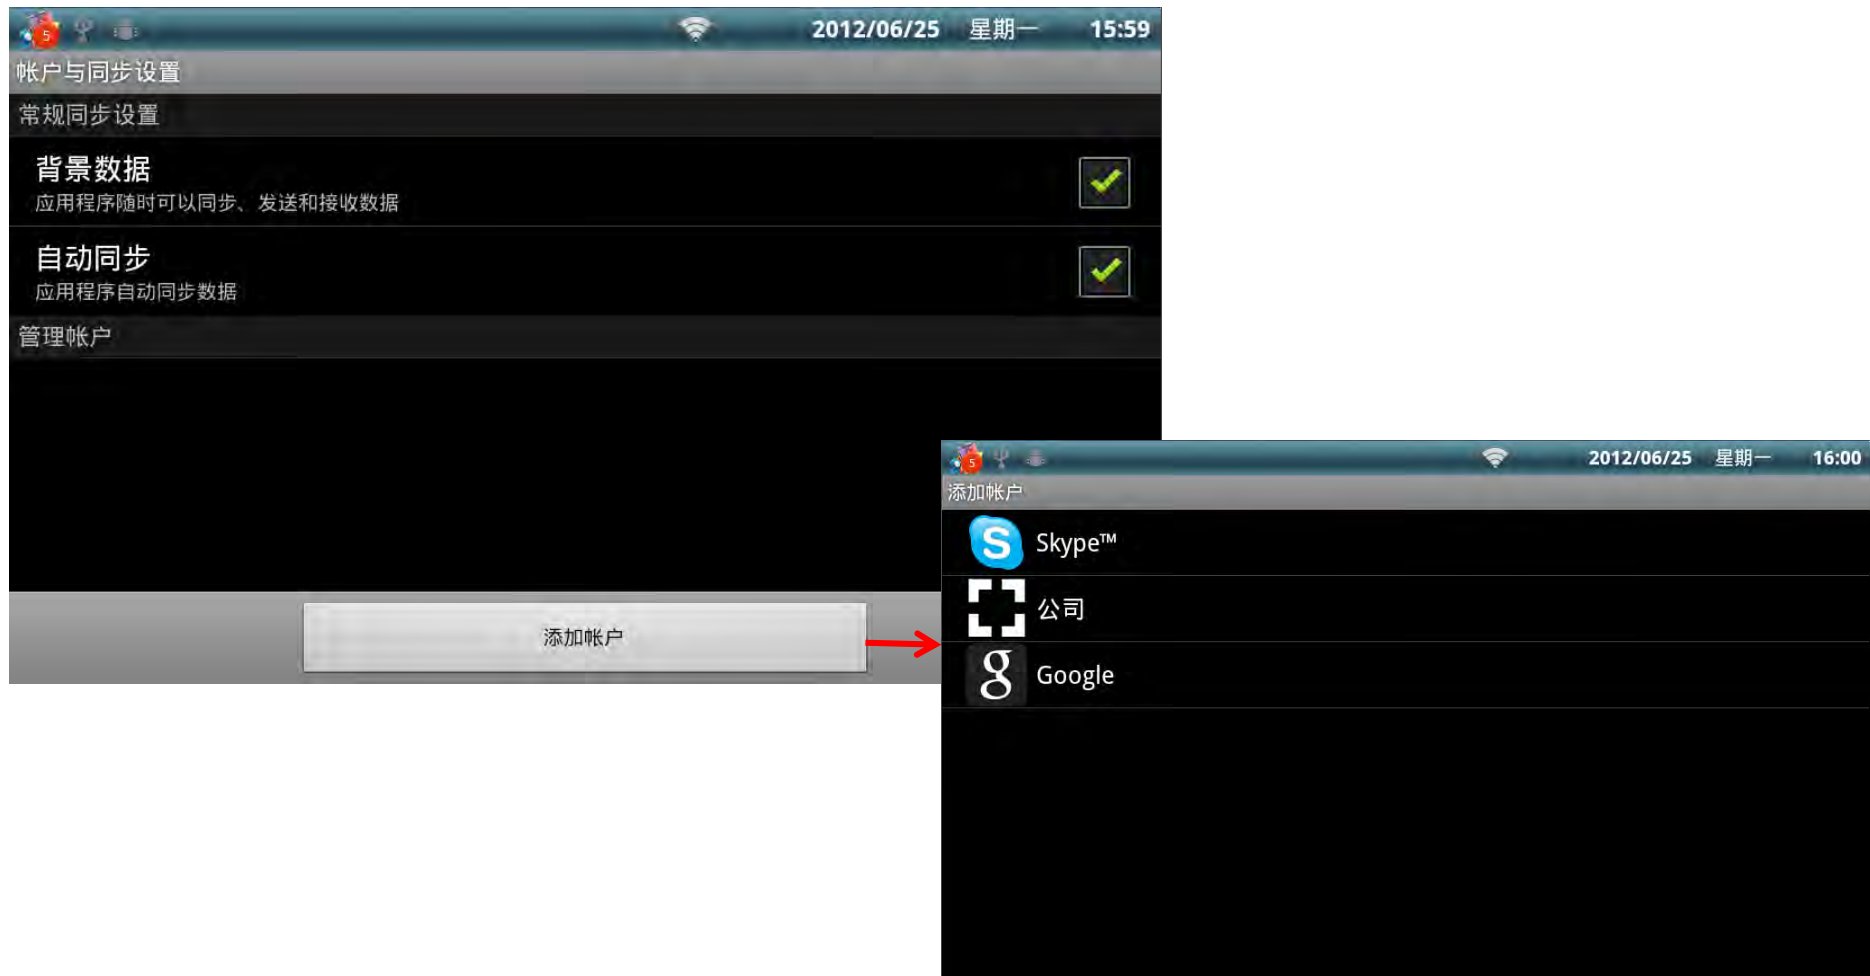 5
2012/06/25 星期一 15:59
帐户与同步设置
常规同步设置
背景数据
应用程序随时可以同步、发送和接收数据
自动同步
应用程序自动同步数据
管理帐户
添加帐户
5
2012/06/25 星期一 16:00
添加帐户
Skype™
公司
Google